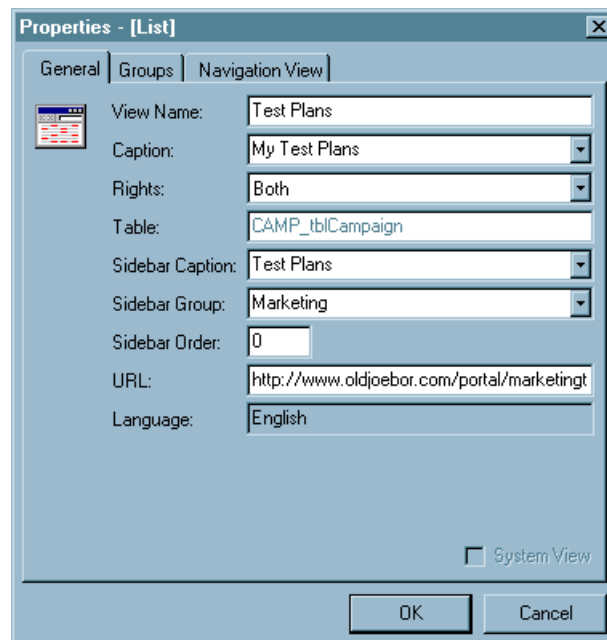 Properties - [List]
General Groups Navigation View
View Name: Test Plans
Caption: My Test Plans
Rights: Both
Table: CAMP_tblCampaign
Sidebar Caption: Test Plans
Sidebar Group: Marketing
Sidebar Order: 0
URL: http://www.oldjoebor.com/portal/marketingt
Language: English
System View
OK Cancel